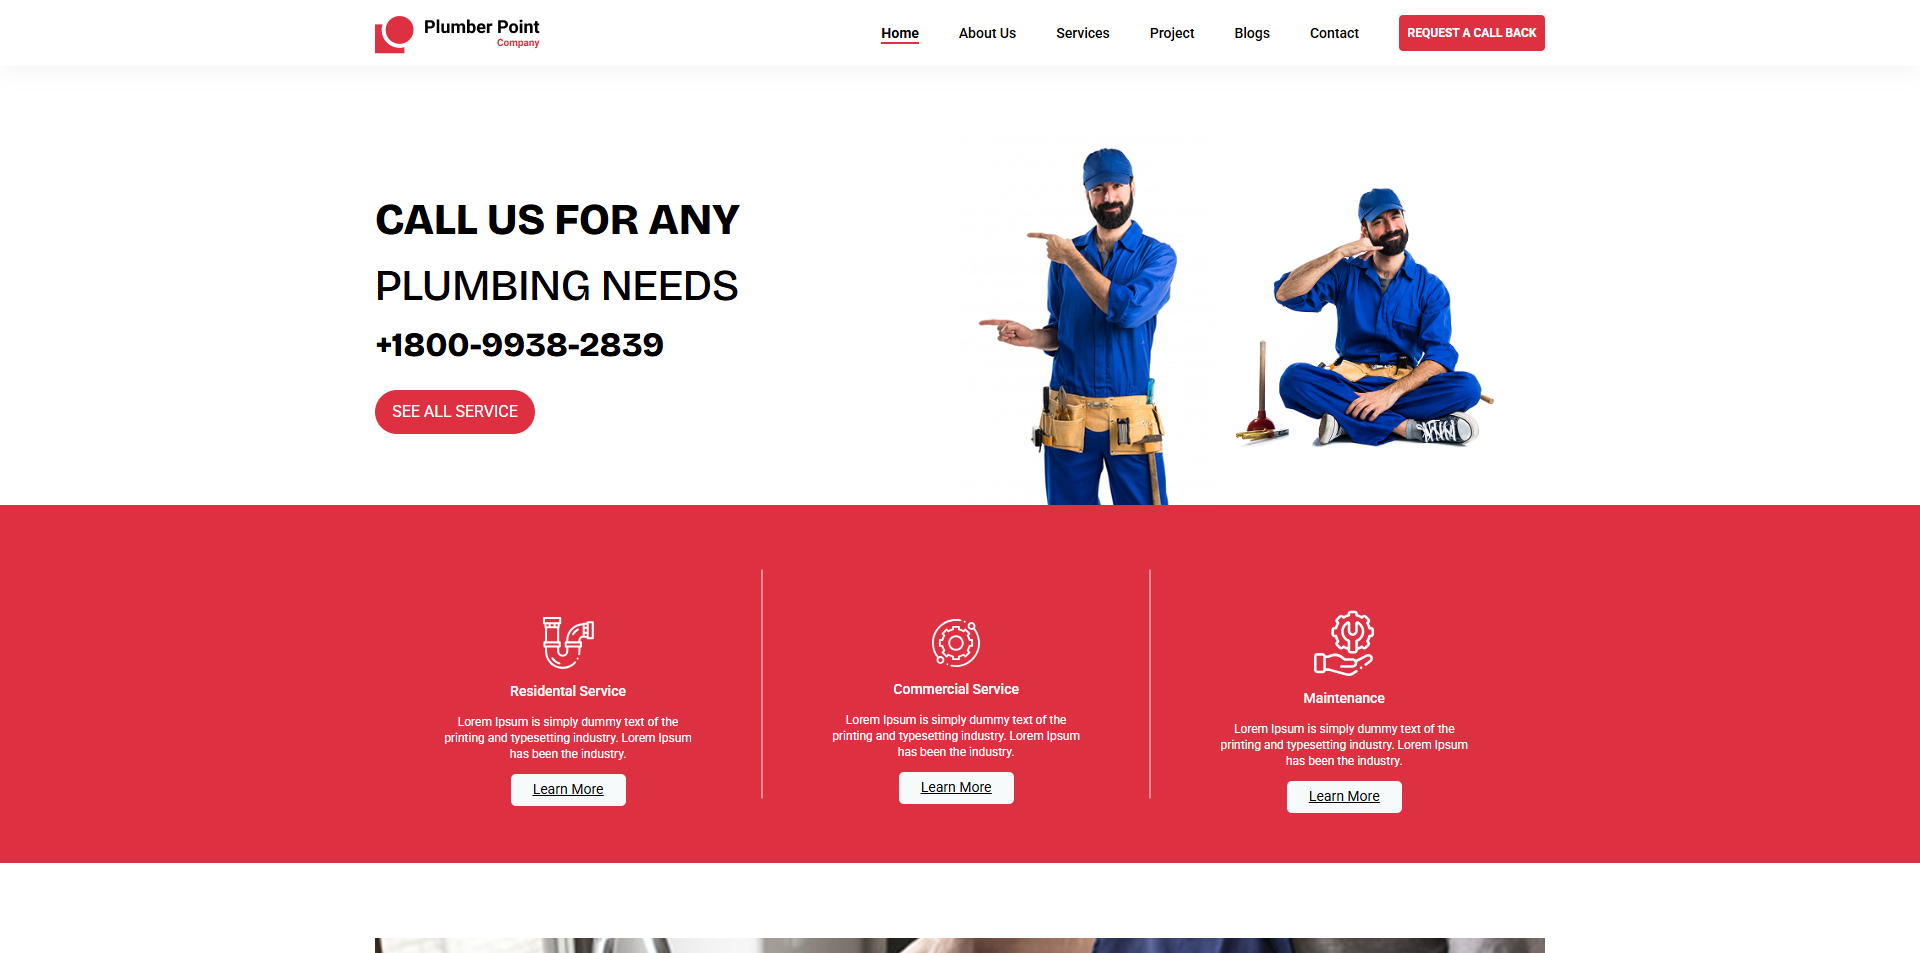 Plumber Point
Company
Home
About Us
Services
Project
Blogs
Contact
REQUEST A CALL BACK
CALL US FOR ANY
PLUMBING NEEDS
+1800-9938-2839
SEE ALL SERVICE
Residental Service
Lorem Ipsum is simply dummy text of the
printing and typesetting industry. Lorem Ipsum
has been the industry.
Learn More
Commercial Service
Lorem Ipsum is simply dummy text of the
printing and typesetting industry. Lorem Ipsum
has been the industry.
Learn More
Maintenance
Lorem Ipsum is simply dummy text of the
printing and typesetting industry. Lorem Ipsum
has been the industry.
Learn More